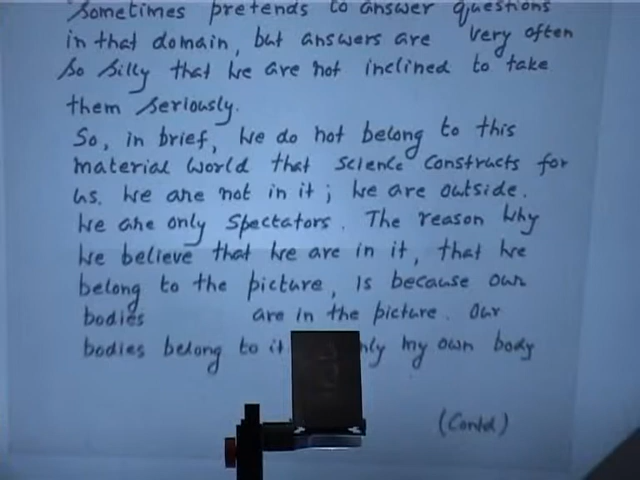 Sometimes pretends to answer questions
in that domain, but answers are very often
so silly that we are not inclined to take
them seriously.
So, in brief, we do not belong to this
material world that science constructs for
us. We are not in it; we are outside.
We are only spectators. The reason why
we believe that we are in it, that we
belong to the picture, is because our
bodies are in the picture. Our
bodies belong to it my own body
(Contd)